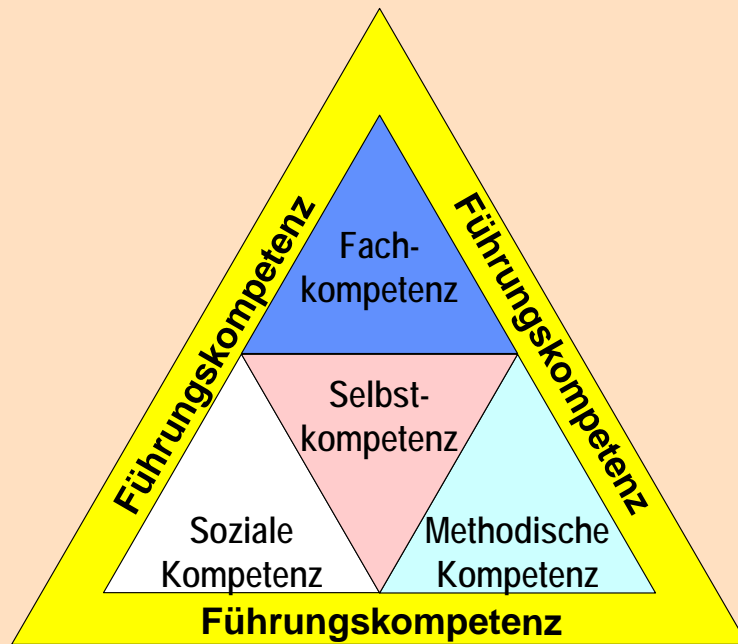 Führungskompetenz
Führungskompetenz
Fach-
kompetenz
Selbst-
kompetenz
Soziale
Kompetenz
Methodische
Kompetenz
Führungskompetenz